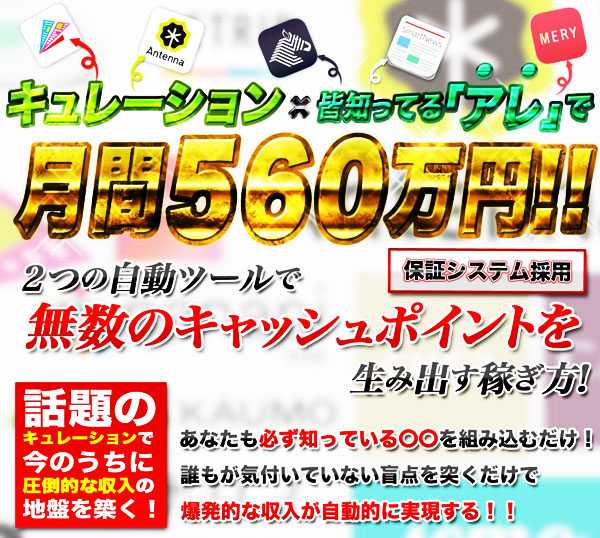 Antenna
SmartNews
MERY
キュレーション×皆知ってる「アレ」で
月間560万円!!
2つの自動ツールで
保証システム採用
無数のキャッシュポイントを
生み出す稼ぎ方!
話題の
キュレーションで
今のうちに
圧倒的な収入の
地盤を築く!
KAUMO
あなたも必ず知っている〇〇を組み込むだけ!
誰もが気付いていない盲点を突くだけで
爆発的な収入が自動的に実現する!!